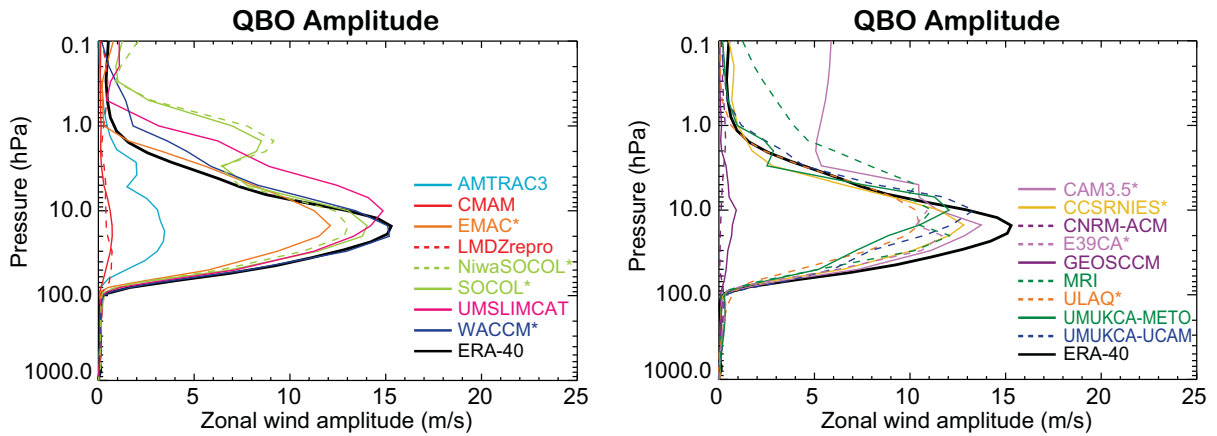 QBO Amplitude
0.1
1.0
10.0
100.0
1000.0
Pressure (hPa)
AMTRAC3
CMAM
EMAC*
LMDZrepro
NiwaSOCOL*
SOCOL*
UMSLIMCAT
WACCM*
ERA-40
0 5 10 15 20 25
Zonal wind amplitude (m/s)
QBO Amplitude
0.1
1.0
10.0
100.0
1000.0
Pressure (hPa)
CAM3.5*
CCSRNIES*
CNRM-ACM
E39CA*
GEOSCCM
MRI
ULAQ*
UMUKCA-METO
UMUKCA-UCAM
ERA-40
0 5 10 15 20 25
Zonal wind amplitude (m/s)